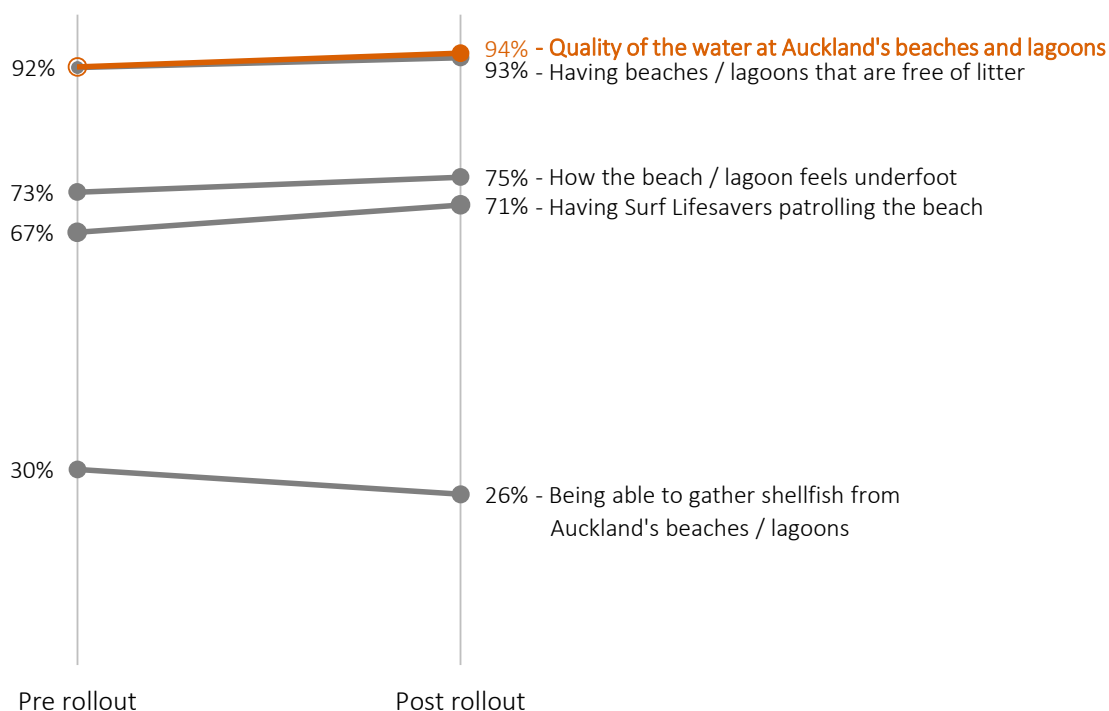 94% - Quality of the water at Auckland's beaches and lagoons
92%
93% - Having beaches / lagoons that are free of litter
75% - How the beach / lagoon feels underfoot
73%
71% - Having Surf Lifesavers patrolling the beach
67%
30%
26% - Being able to gather shellfish from
Auckland's beaches / lagoons
Pre rollout
Post rollout